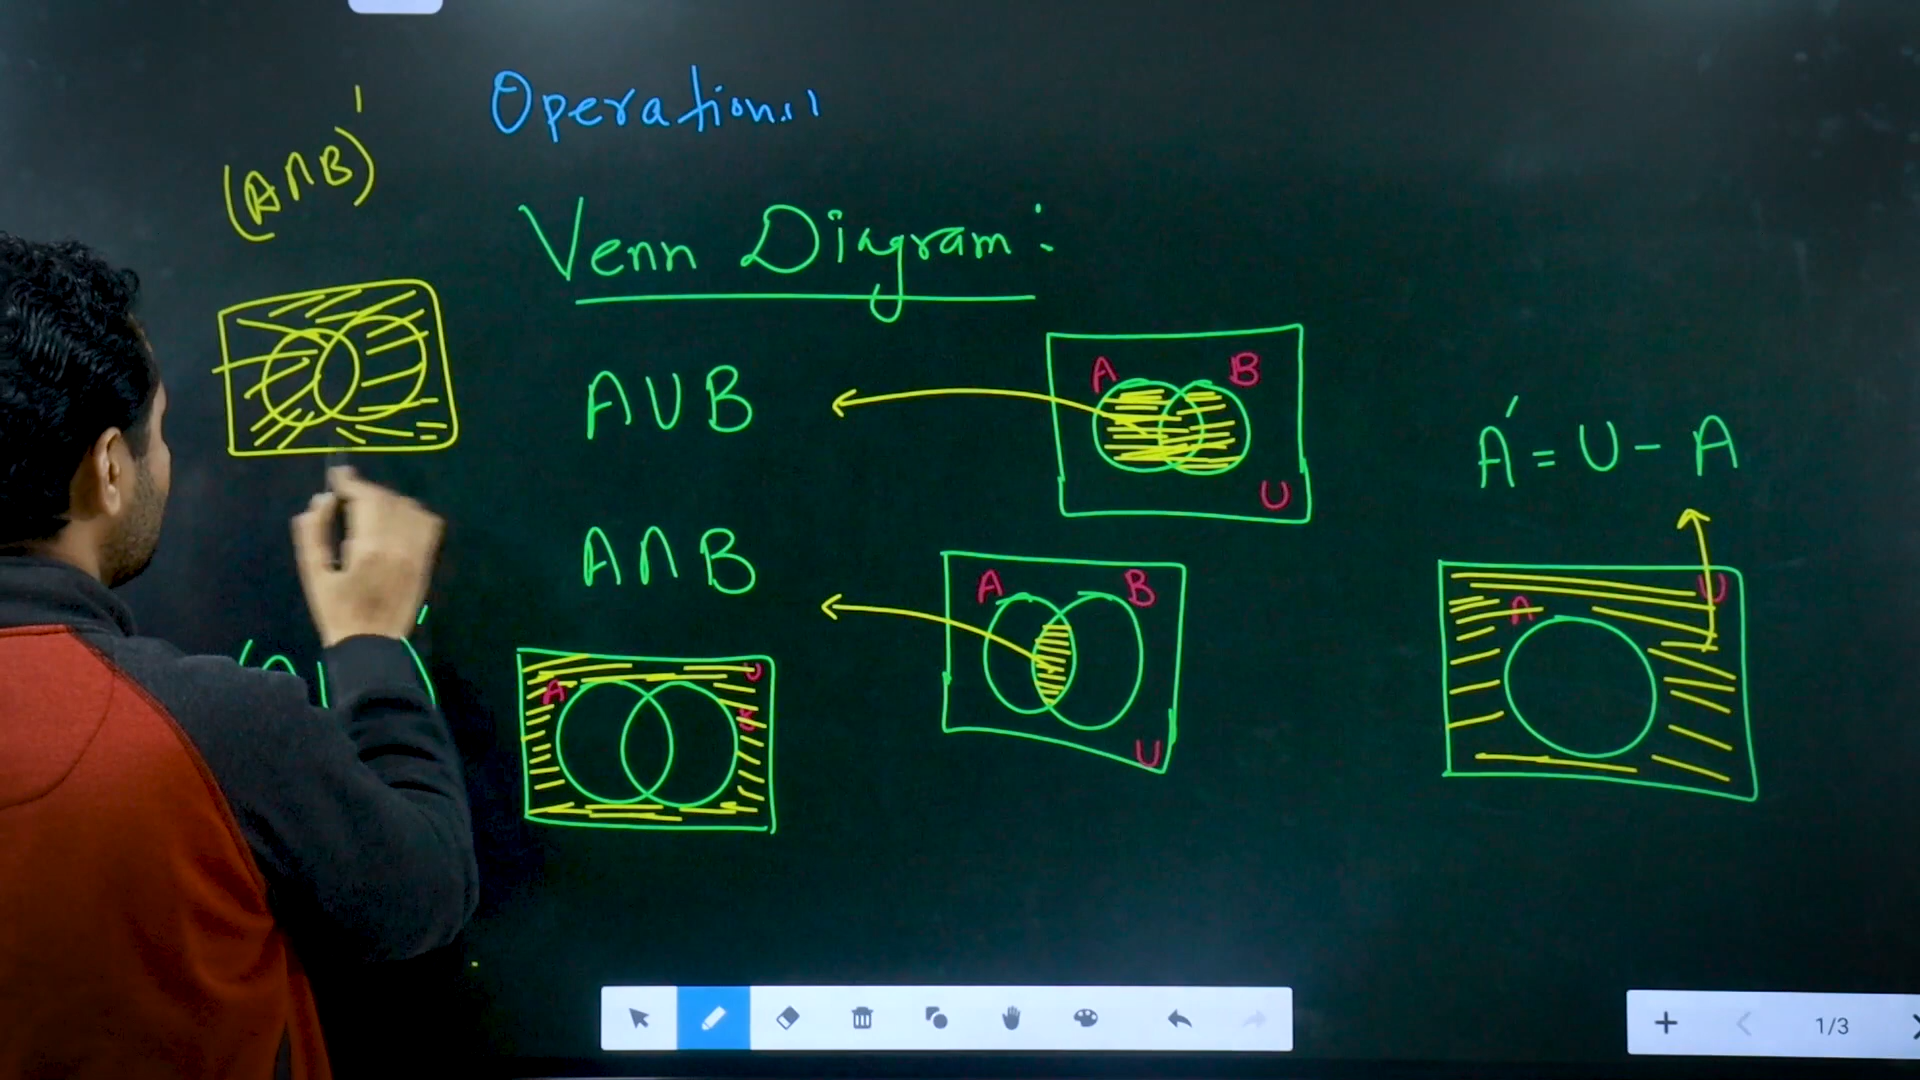 Operations
(A∩B)'
Venn Diagram:
A∪B
A B
U
A' = U - A
A∩B
A B
U
A U
A U
1/3